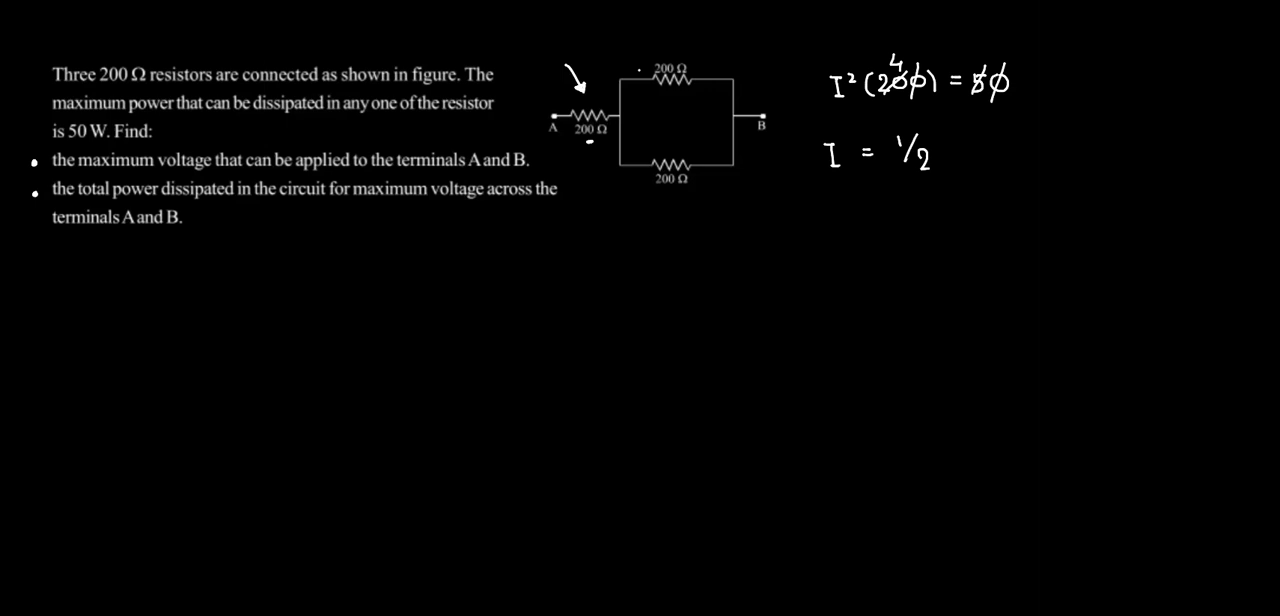 Three 200 Ω resistors are connected as shown in figure. The
maximum power that can be dissipated in any one of the resistor
is 50 W. Find:
• the maximum voltage that can be applied to the terminals A and B.
• the total power dissipated in the circuit for maximum voltage across the
terminals A and B.
200 Ω
A
200 Ω
B
200 Ω
4
I² (200) = 50
I = 1/2